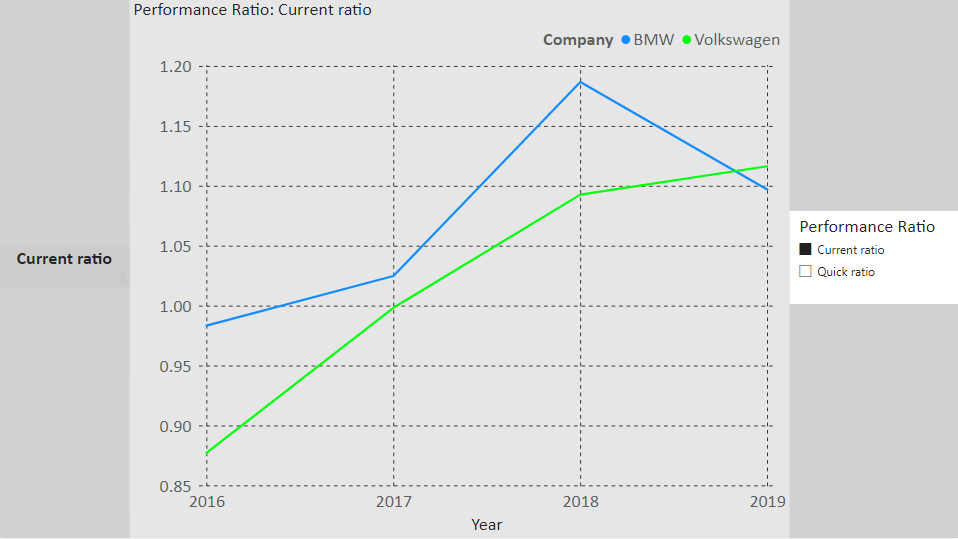 Performance Ratio: Current ratio
Company BMW Volkswagen
1.20
1.15
1.10
1.05
1.00
0.95
0.90
0.85
2016 2017 2018 2019
Year
Current ratio
Performance Ratio
Current ratio
Quick ratio